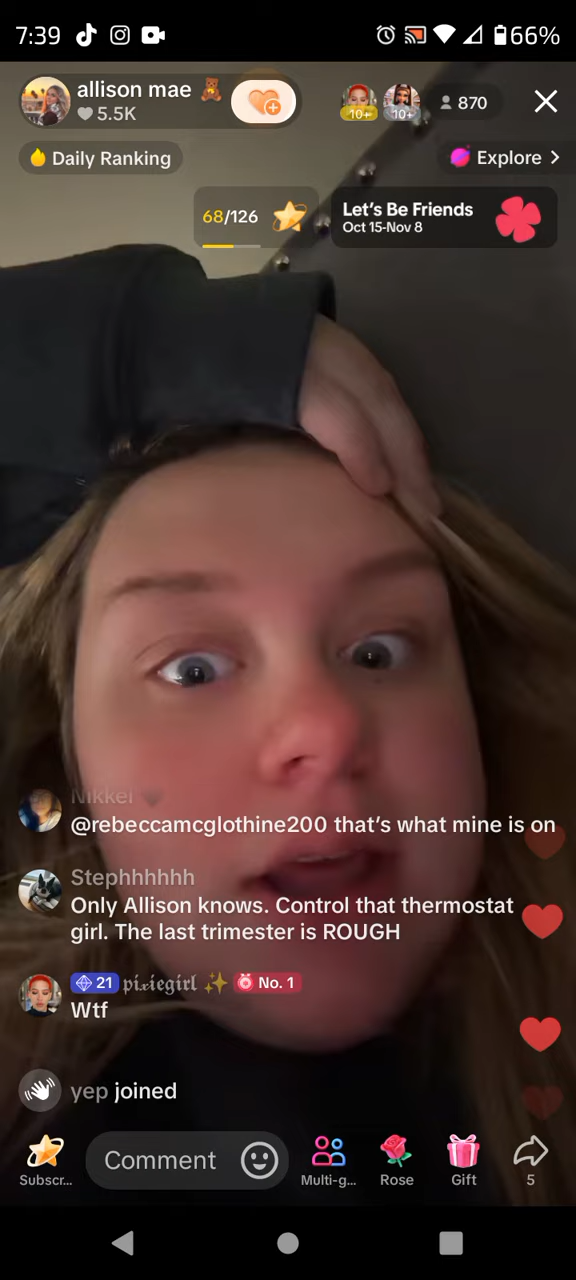 7:39
66%
allison mae
5.5K
10+
10+
870
Daily Ranking
Explore
68/126
Let's Be Friends
Oct 15-Nov 8
Nikkei
@rebeccamcglothine200 that's what mine is on
Stephhhhhh
Only Allison knows. Control that thermostat
girl. The last trimester is ROUGH
21 𝔭𝔦𝔵𝔦𝔢𝔤𝔦𝔯𝔩 No. 1
Wtf
yep joined
Comment
Subscr...
Multi-g...
Rose
Gift
5